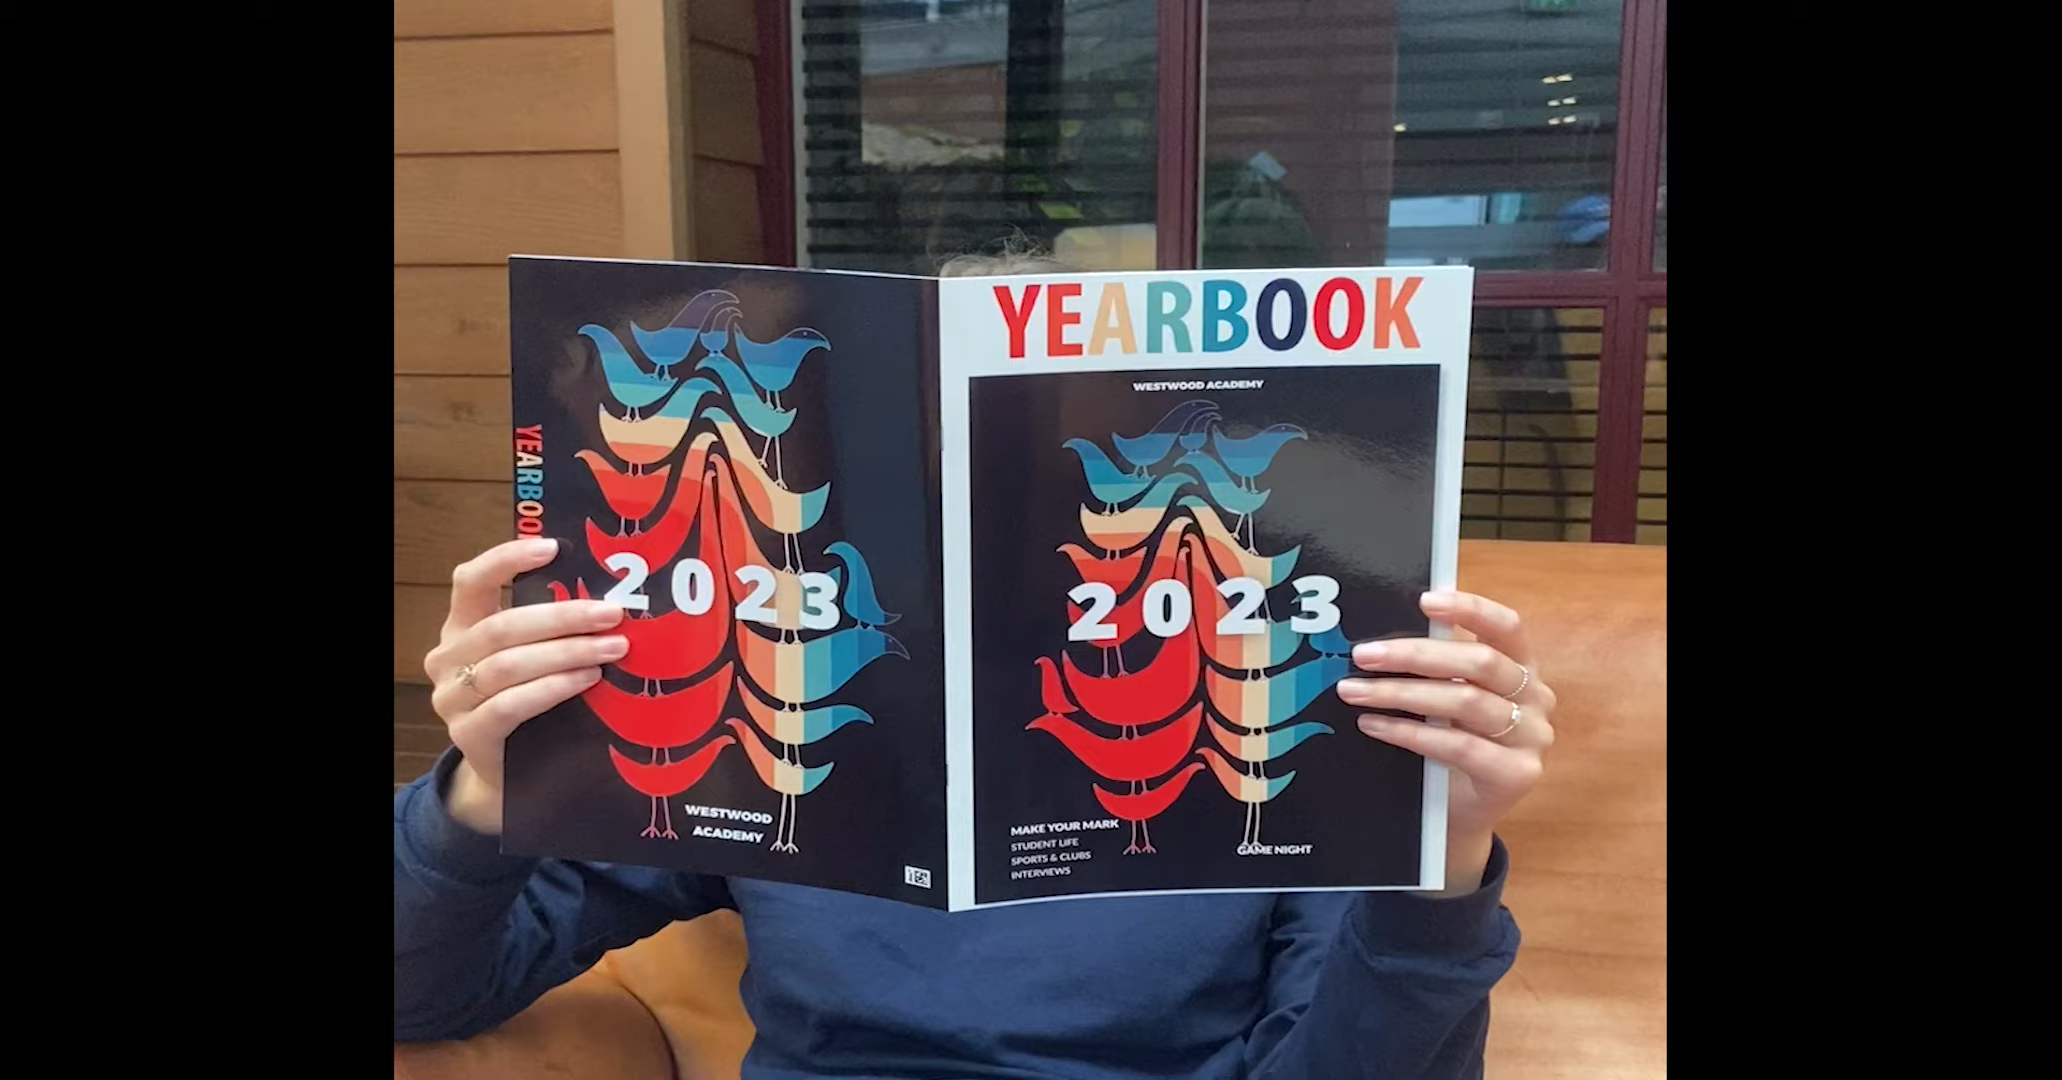 YEARBOOK
2023
WESTWOOD
ACADEMY
YEARBOOK
WESTWOOD ACADEMY
2023
MAKE YOUR MARK
STUDENT LIFE
SPORTS & CLUBS
INTERVIEWS
GAME NIGHT